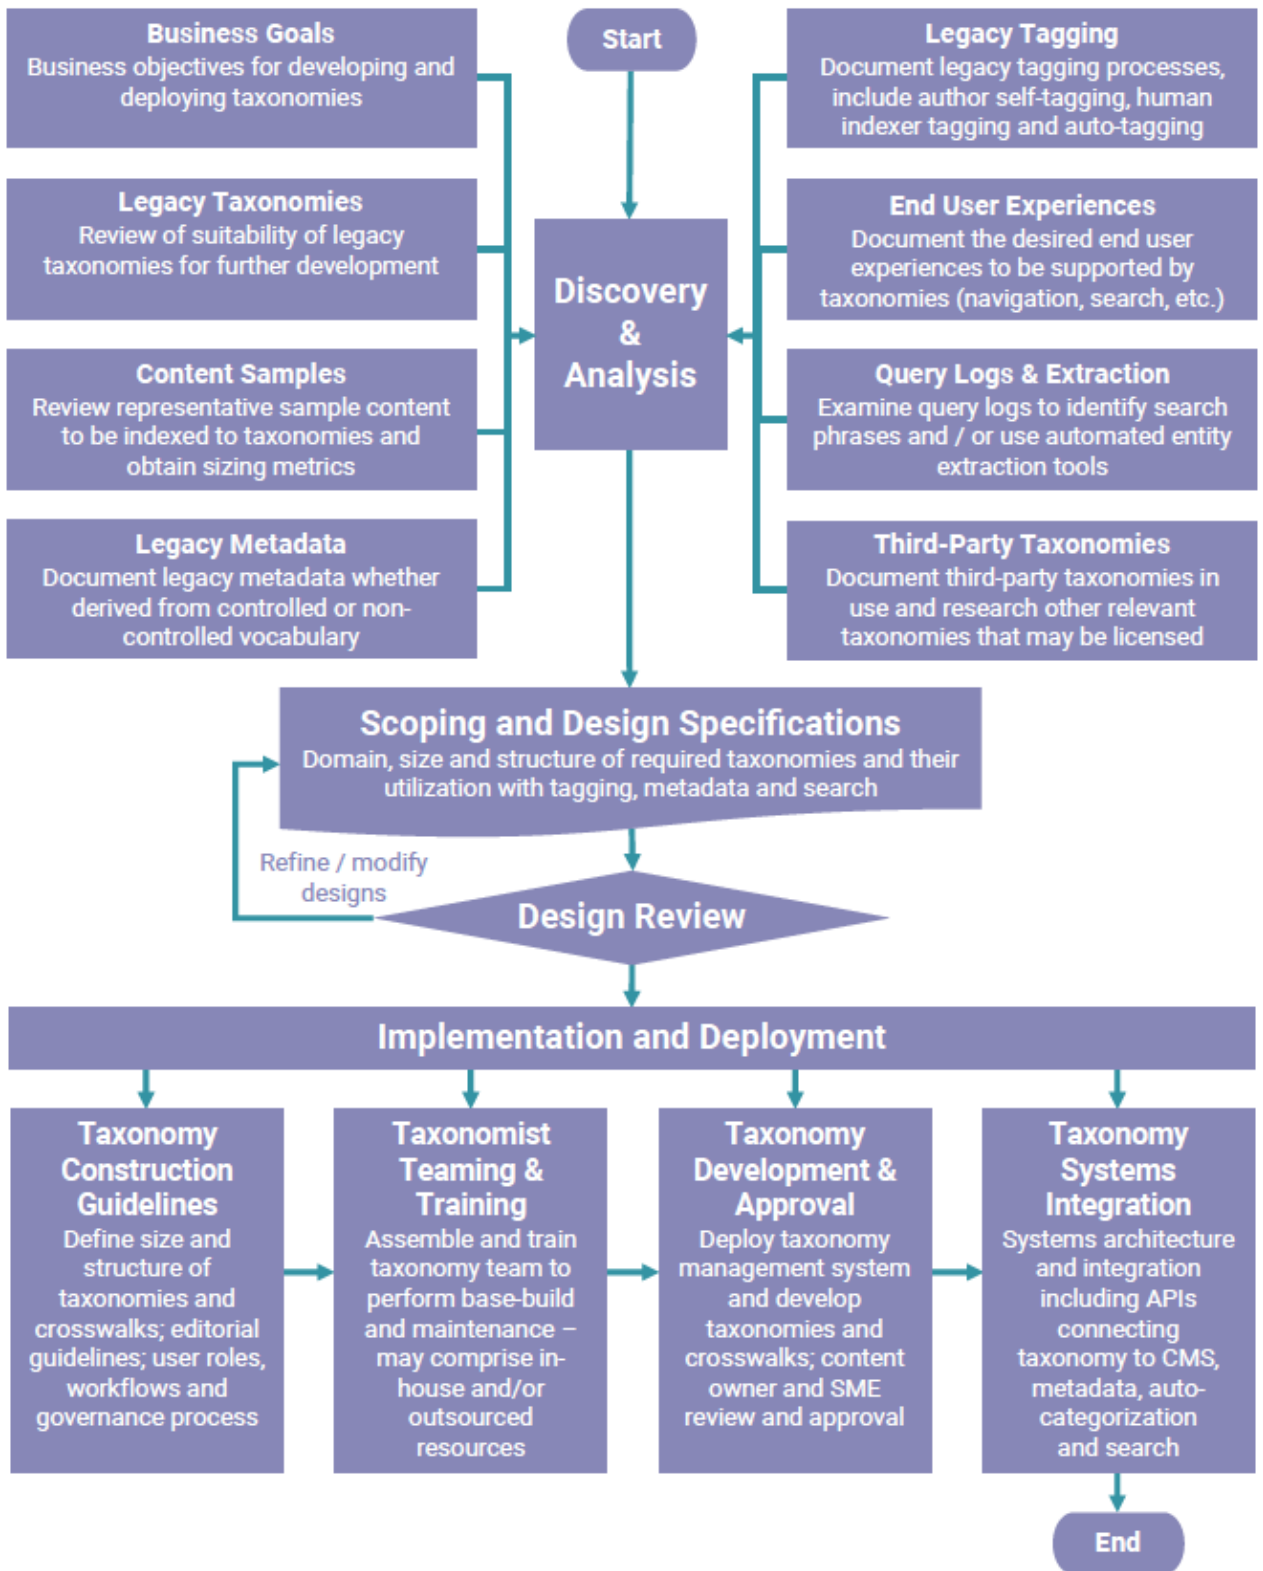 Start
Business Goals
Business objectives for developing and
deploying taxonomies
Legacy Taxonomies
Review of suitability of legacy
taxonomies for further development
Content Samples
Review representative sample content
to be indexed to taxonomies and
obtain sizing metrics
Legacy Metadata
Document legacy metadata whether
derived from controlled or non-
controlled vocabulary
Discovery
&
Analysis
Legacy Tagging
Document legacy tagging processes,
include author self-tagging, human
indexer tagging and auto-tagging
End User Experiences
Document the desired end user
experiences to be supported by
taxonomies (navigation, search, etc.)
Query Logs & Extraction
Examine query logs to identify search
phrases and / or use automated entity
extraction tools
Third-Party Taxonomies
Document third-party taxonomies in
use and research other relevant
taxonomies that may be licensed
Scoping and Design Specifications
Domain, size and structure of required taxonomies and their
utilization with tagging, metadata and search
Refine / modify
designs
Design Review
Implementation and Deployment
Taxonomy
Construction
Guidelines
Define size and
structure of
taxonomies and
crosswalks; editorial
guidelines; user roles,
workflows and
governance process
Taxonomist
Teaming &
Training
Assemble and train
taxonomy team to
perform base-build
and maintenance –
may comprise in-
house and/or
outsourced
resources
Taxonomy
Development &
Approval
Deploy taxonomy
management system
and develop
taxonomies and
crosswalks; content
owner and SME
review and approval
Taxonomy
Systems
Integration
Systems architecture
and integration
including APIs
connecting
taxonomy to CMS,
metadata, auto-
categorization
and search
End